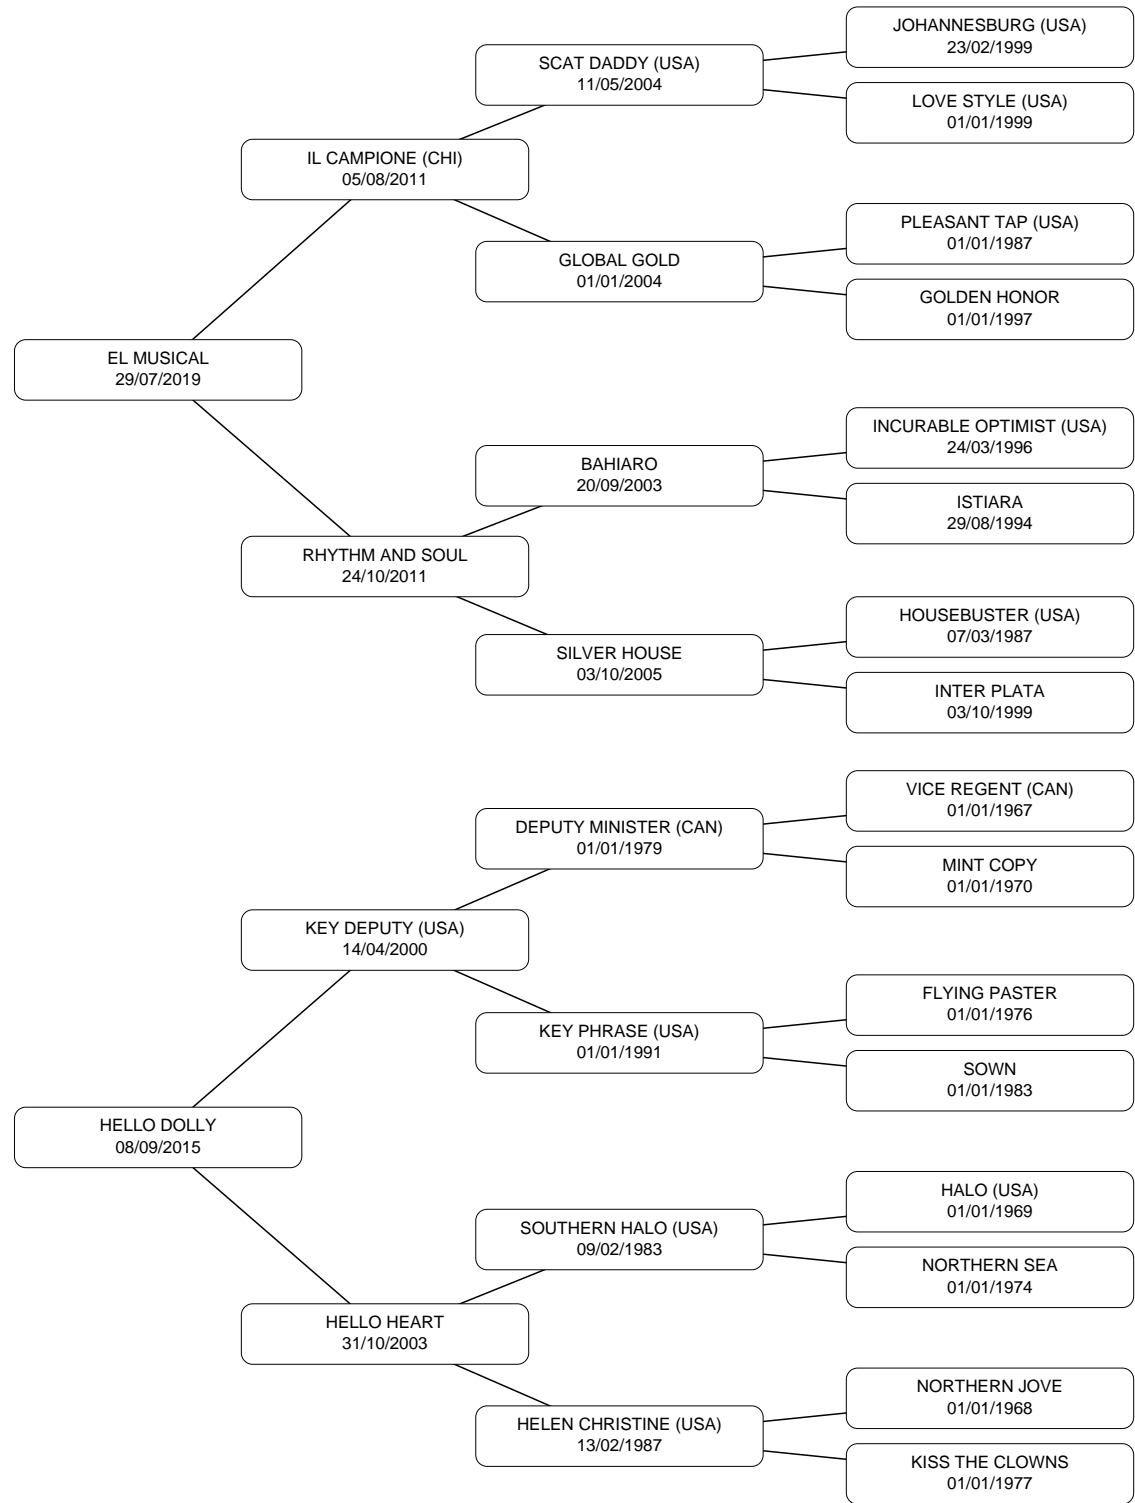 JOHANNESBURG (USA)
23/02/1999
SCAT DADDY (USA)
11/05/2004
LOVE STYLE (USA)
01/01/1999
IL CAMPIONE (CHI)
05/08/2011
PLEASANT TAP (USA)
01/01/1987
GLOBAL GOLD
01/01/2004
GOLDEN HONOR
01/01/1997
EL MUSICAL
29/07/2019
INCURABLE OPTIMIST (USA)
24/03/1996
BAHIARO
20/09/2003
ISTIARA
29/08/1994
RHYTHM AND SOUL
24/10/2011
HOUSEBUSTER (USA)
07/03/1987
SILVER HOUSE
03/10/2005
INTER PLATA
03/10/1999
VICE REGENT (CAN)
01/01/1967
DEPUTY MINISTER (CAN)
01/01/1979
MINT COPY
01/01/1970
KEY DEPUTY (USA)
14/04/2000
FLYING PASTER
01/01/1976
KEY PHRASE (USA)
01/01/1991
SOWN
01/01/1983
HELLO DOLLY
08/09/2015
HALO (USA)
01/01/1969
SOUTHERN HALO (USA)
09/02/1983
NORTHERN SEA
01/01/1974
HELLO HEART
31/10/2003
NORTHERN JOVE
01/01/1968
HELEN CHRISTINE (USA)
13/02/1987
KISS THE CLOWNS
01/01/1977